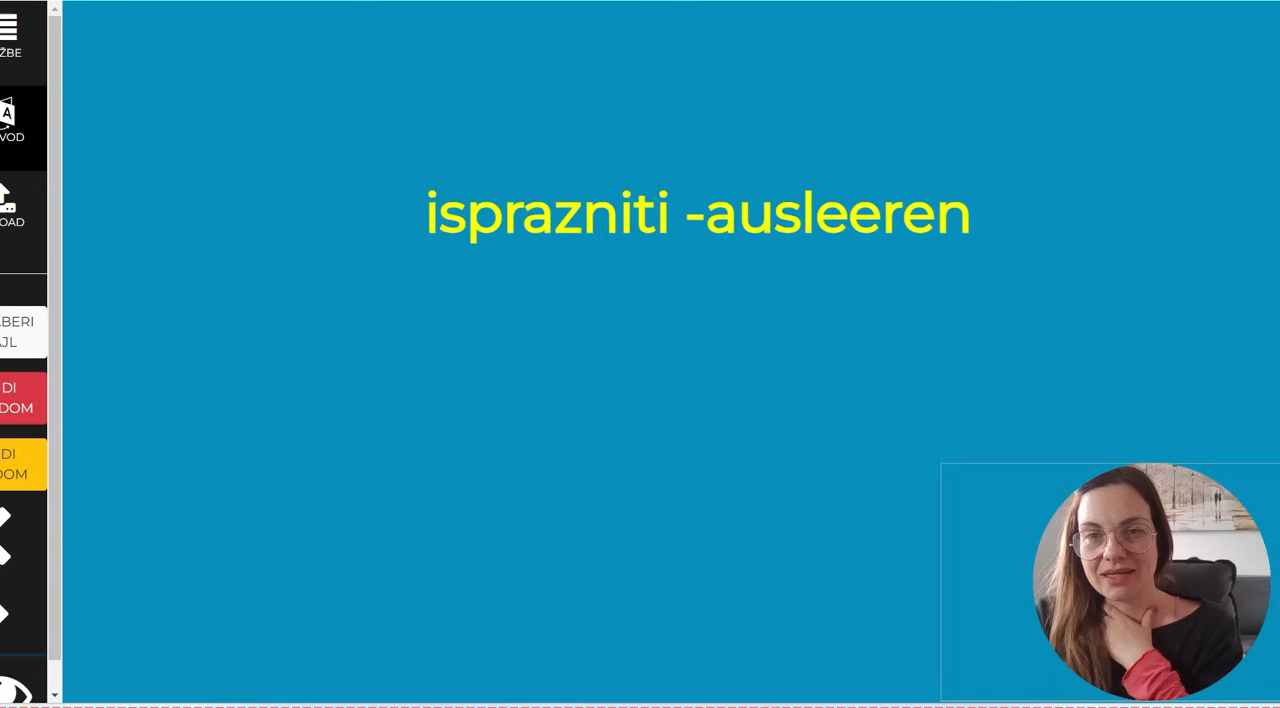 ŽBE
A
VOD
OAD
isprazniti -ausleeren
BERI
JL
DI
DOM
DI
DOM